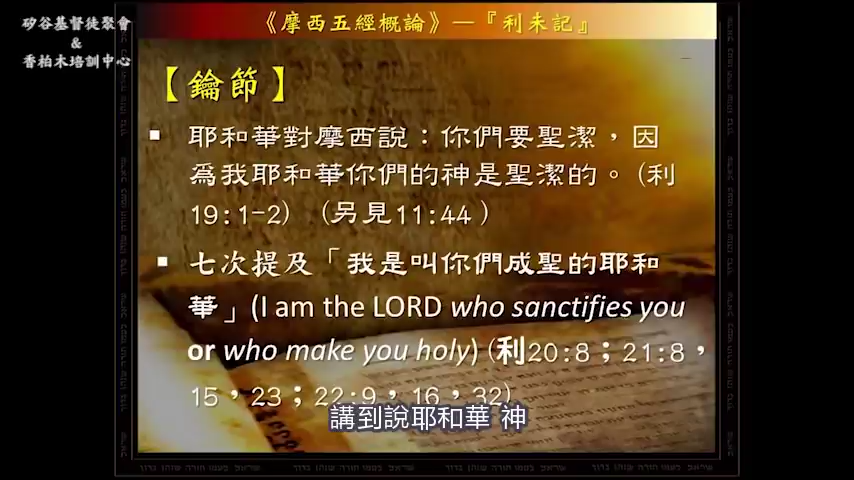 矽谷基督徒聚會
&
香柏木培訓中心
《摩西五經概論》—『利未記』
【鑰節】
▪ 耶和華對摩西說：你們要聖潔，因
為我耶和華你們的神是聖潔的。(利
19:1-2) (另見11:44)
▪ 七次提及「我是叫你們成聖的耶和
華」(I am the LORD who sanctifies you
or who make you holy) (利20:8；21:8，
15，23；22:9，16，32)
講到說耶和華 神